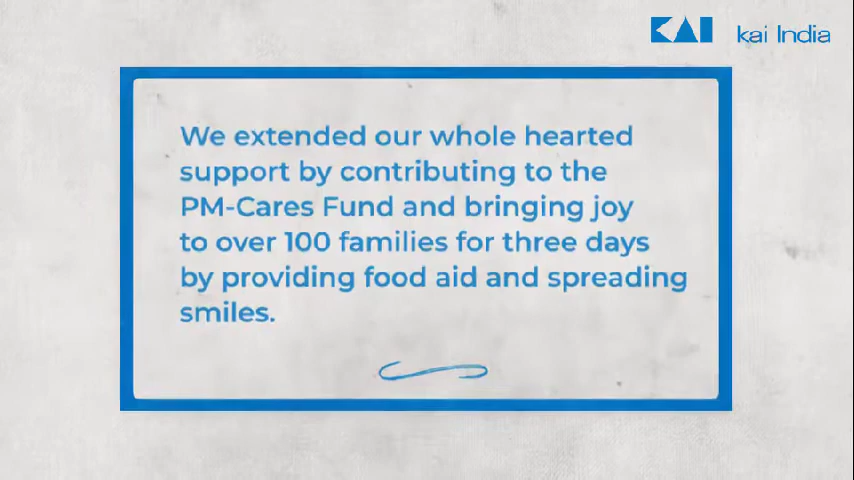 KAI kai India
We extended our whole hearted
support by contributing to the
PM-Cares Fund and bringing joy
to over 100 families for three days
by providing food aid and spreading
smiles.